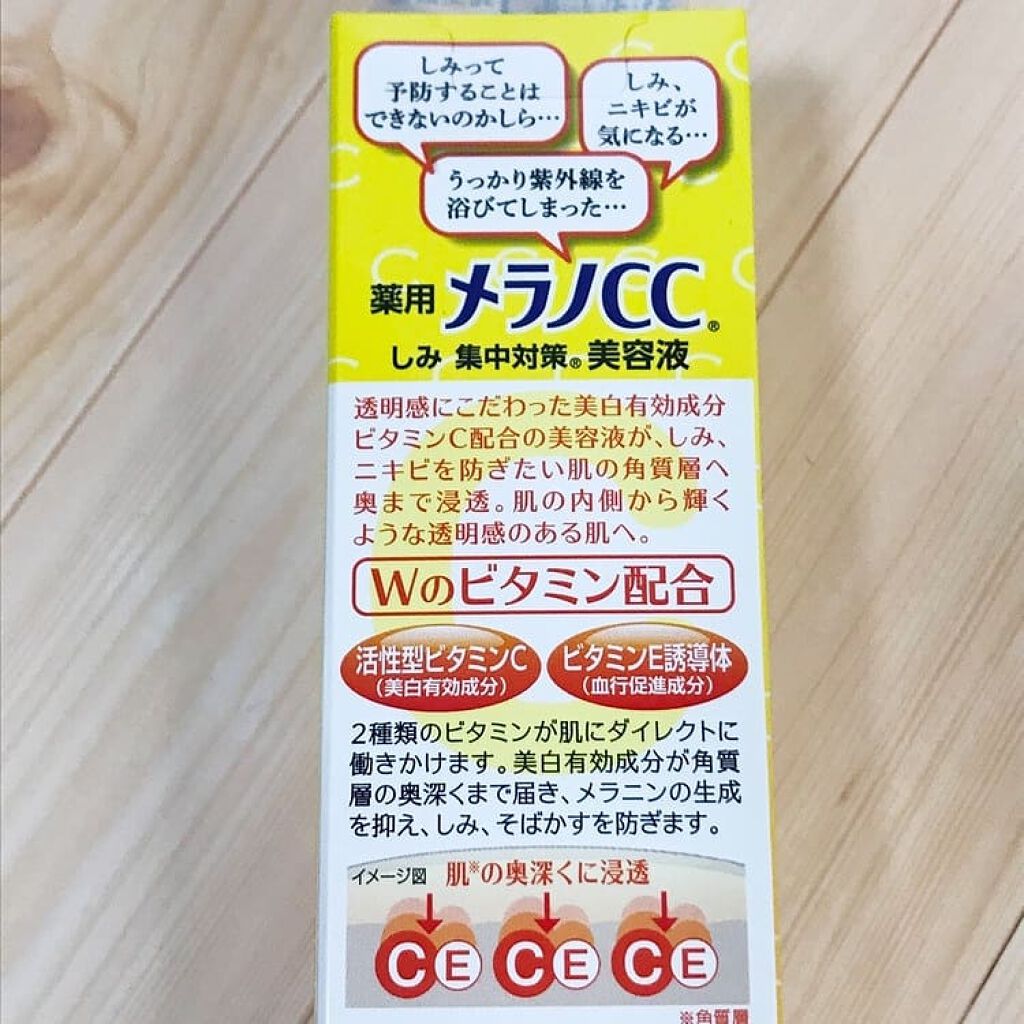 しみって
予防することは
できないのかしら…
しみ、
ニキビが
気になる…
うっかり紫外線を
浴びてしまった…
薬用 メラノCC®
しみ 集中対策® 美容液
透明感にこだわった美白有効成分
ビタミンC配合の美容液が、しみ、
ニキビを防ぎたい肌の角質層へ
奥まで浸透。肌の内側から輝く
ような透明感のある肌へ。
Wのビタミン配合
活性型ビタミンC
(美白有効成分)
ビタミンE誘導体
(血行促進成分)
2種類のビタミンが肌にダイレクトに
働きかけます。美白有効成分が角質
層の奥深くまで届き、メラニンの生成
を抑え、しみ、そばかすを防ぎます。
イメージ図 肌※の奥深くに浸透
C E C E C E
※角質層